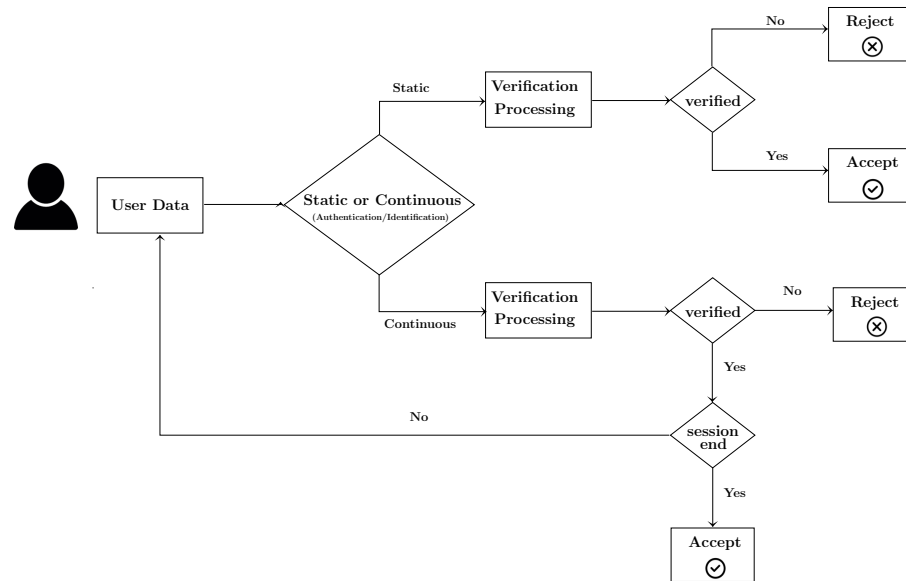 No
Reject
Static
Verification
Processing
verified
Yes
Accept
User Data
Static or Continuous
(Authentication/Identification)
Continuous
Verification
Processing
verified
No
Reject
Yes
No
session
end
Yes
Accept